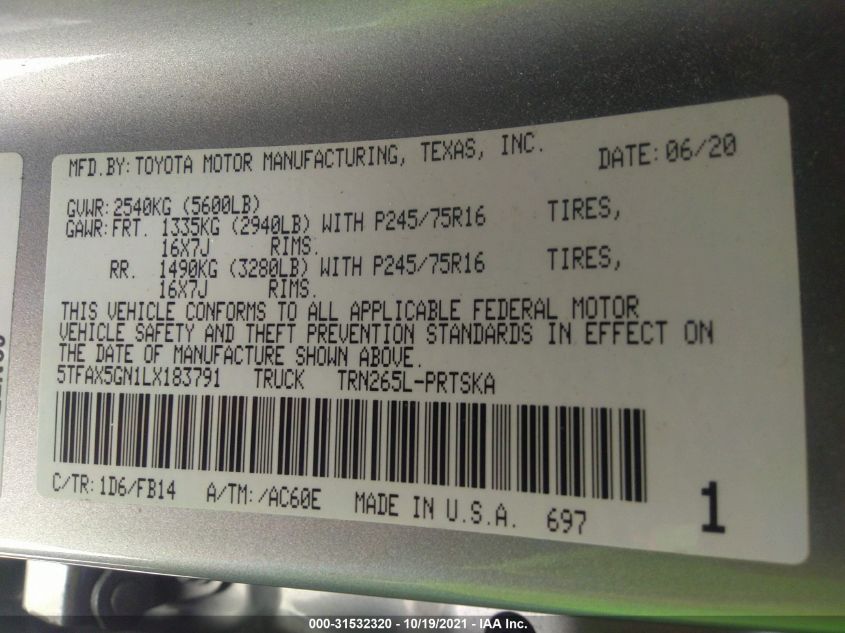 MFD.BY: TOYOTA MOTOR MANUFACTURING, TEXAS, INC. DATE: 06/20
GVWR: 2540KG (5600LB)
GAWR: FRT. 1335KG (2940LB) WITH P245/75R16 TIRES,
16X7J RIMS.
RR. 1490KG (3280LB) WITH P245/75R16 TIRES,
16X7J RIMS.
THIS VEHICLE CONFORMS TO ALL APPLICABLE FEDERAL MOTOR
VEHICLE SAFETY AND THEFT PREVENTION STANDARDS IN EFFECT ON
THE DATE OF MANUFACTURE SHOWN ABOVE.
5TFAX5GN1LX183791 TRUCK TRN265L-PRTSKA
C/TR: 1D6/FB14 A/TM: /AC60E MADE IN U.S.A. 697 1
000-31532320 - 10/19/2021 - IAA Inc.